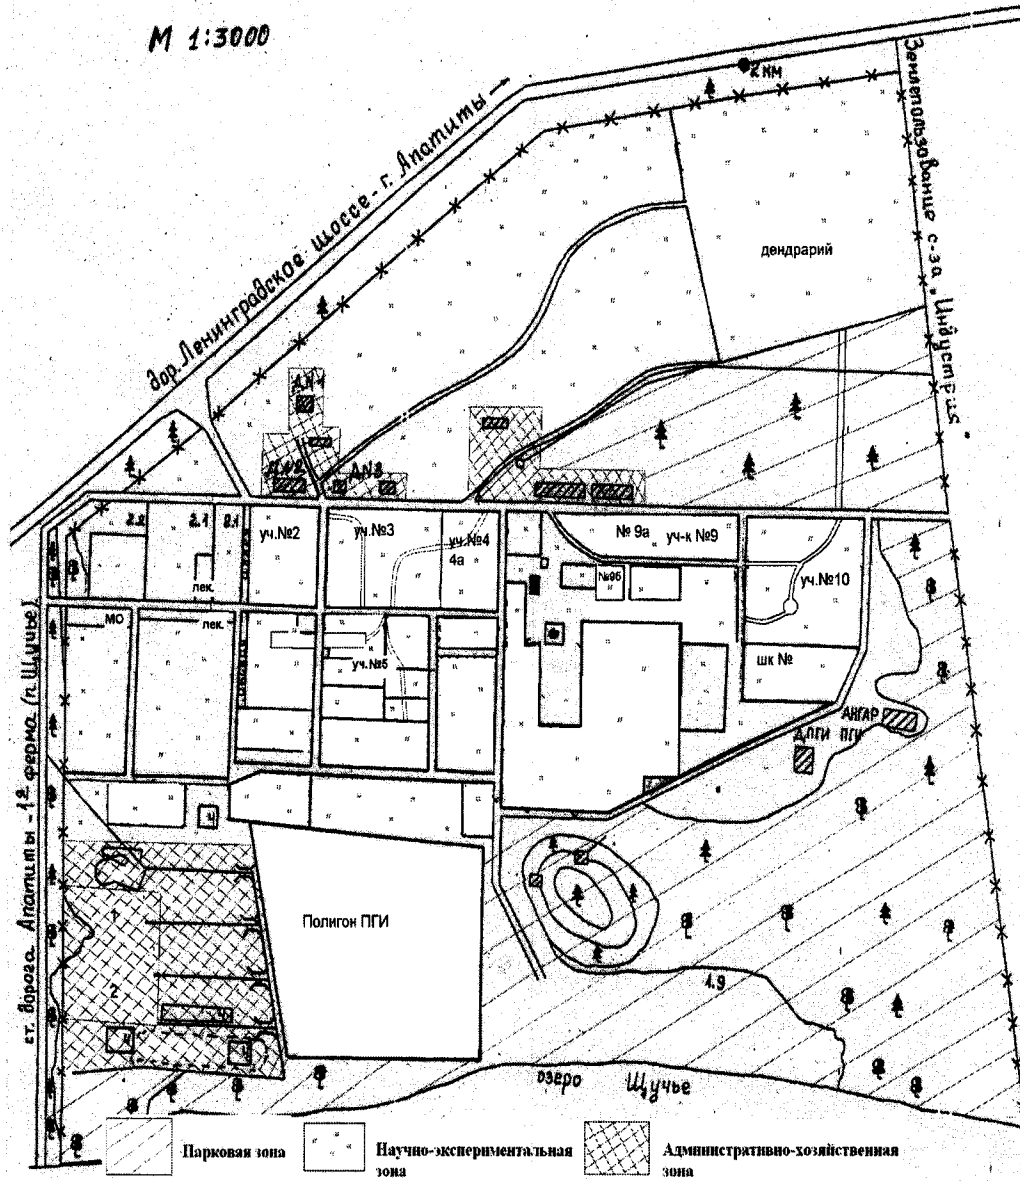 М 1:3000
2 км
дор. Ленинградское шоссе - г. Апатиты
Землепользование с-за "Индустрия"
дендрарий
Д.№1
Д.№2
Д.№3
2.2
2.1
8.1
уч.№2
уч.№3
уч.№4
4а
№ 9а
уч-к №9
№9б
уч.№10
лек.
МО
лек.
уч.№5
шк №
АНГАР
ПГИ
Д.ПГИ
ст. дорога Апатиты - 1я ферма (п. Щучье)
Полигон ПГИ
1
2
1.9
озеро Щучье
Парковая зона
Научно-экспериментальная
зона
Административно-хозяйственная
зона